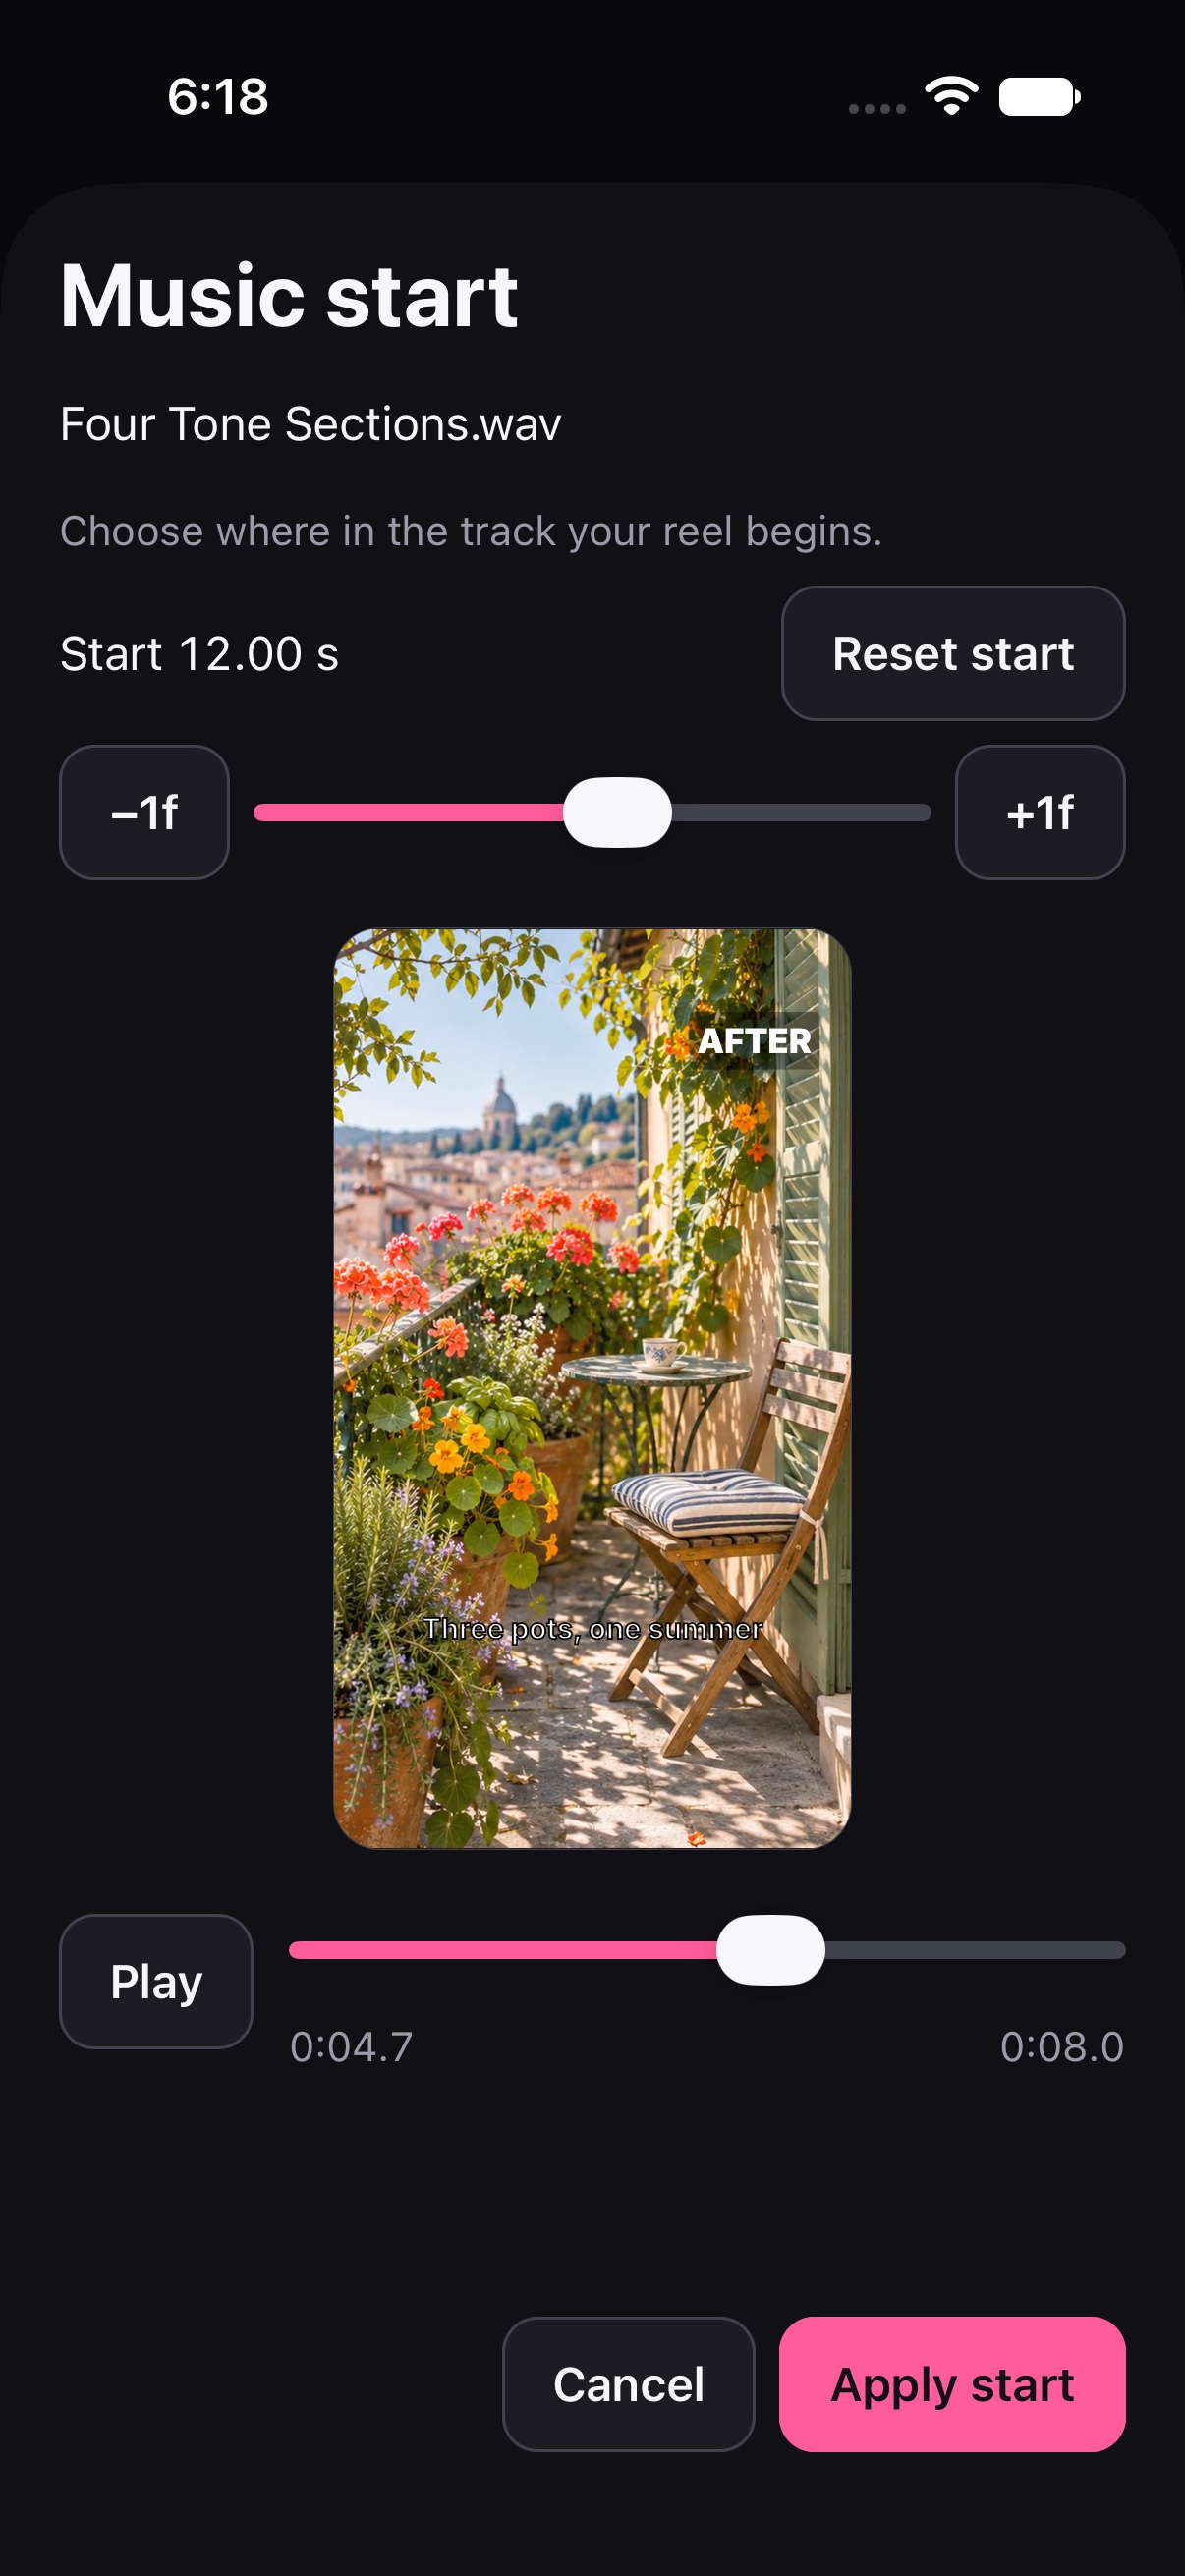 6:18
Music start
Four Tone Sections.wav
Choose where in the track your reel begins.
Start 12.00 s
Reset start
–1f
+1f
AFTER
Three pots, one summer
Play
0:04.7
0:08.0
Cancel
Apply start